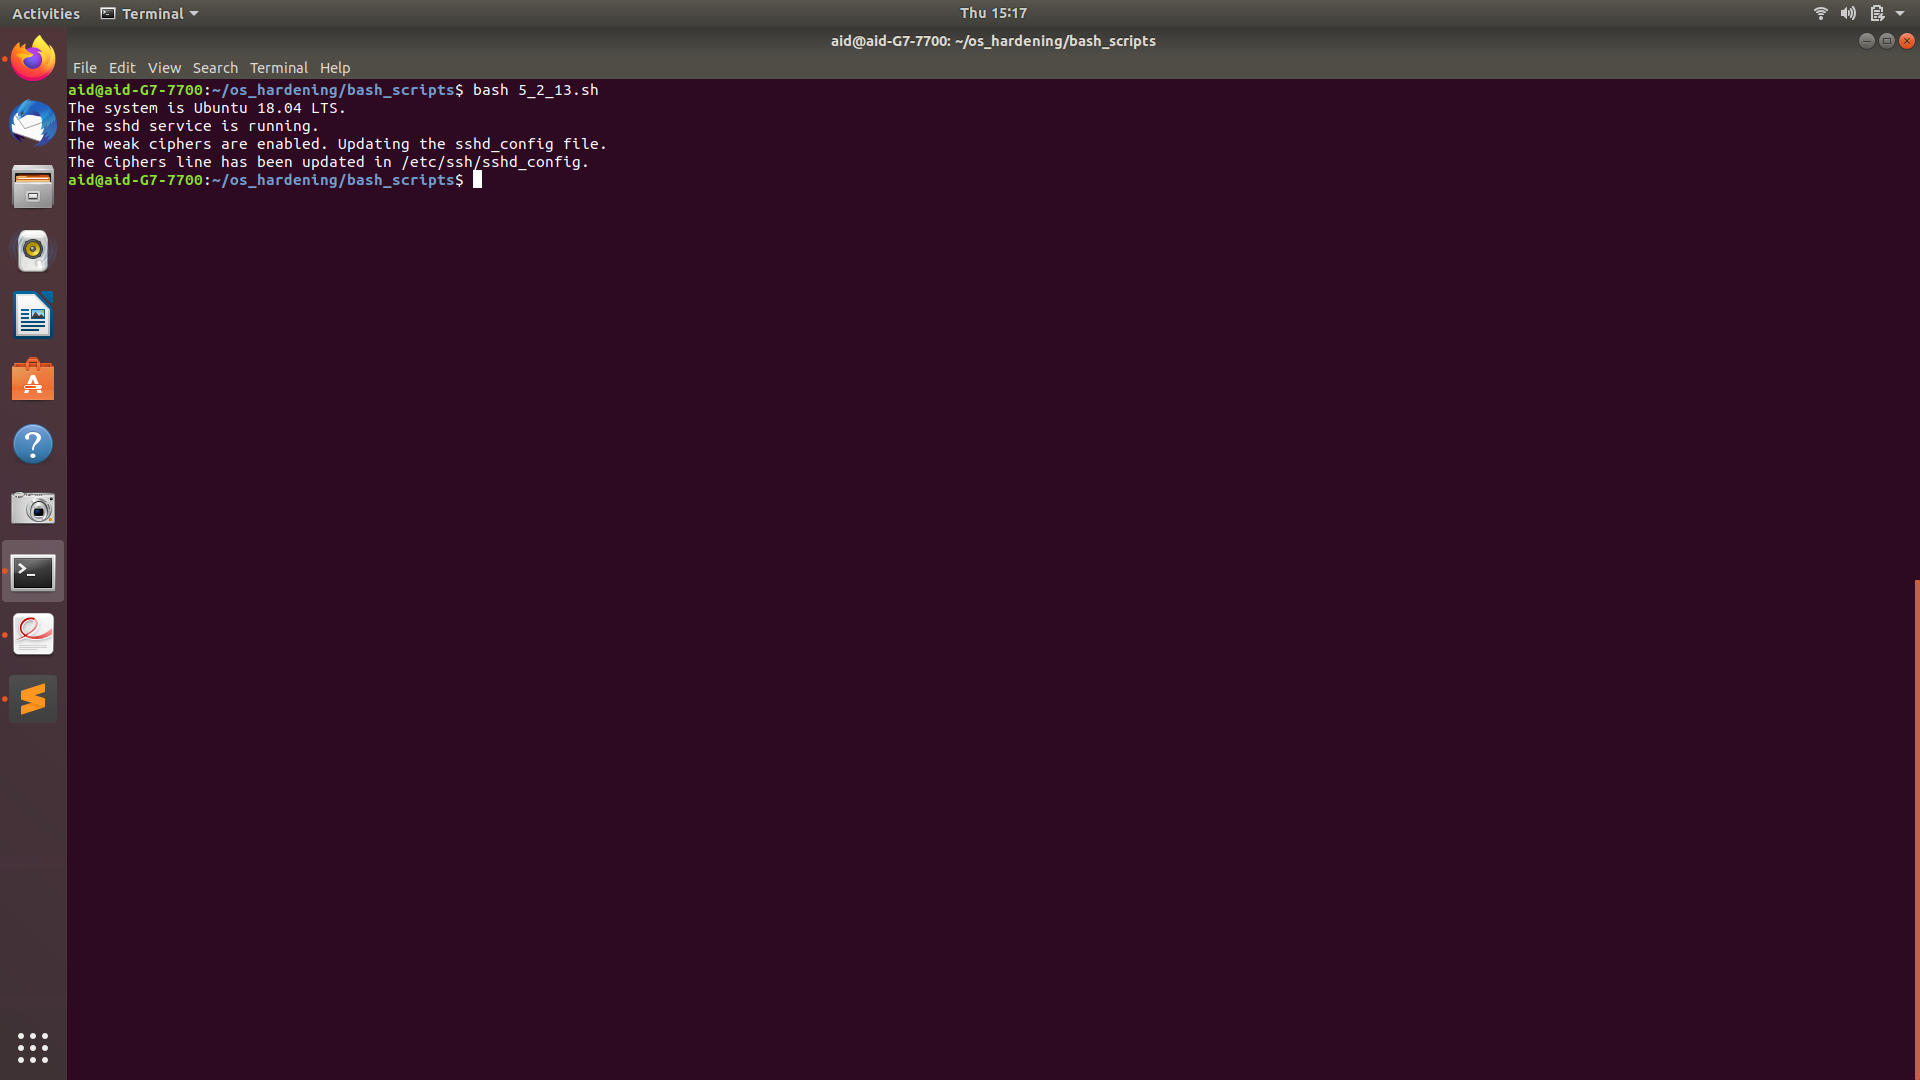 Activities Terminal Thu 15:17
aid@aid-G7-7700: ~/os_hardening/bash_scripts
File Edit View Search Terminal Help
aid@aid-G7-7700:~/os_hardening/bash_scripts$ bash 5_2_13.sh
The system is Ubuntu 18.04 LTS.
The sshd service is running.
The weak ciphers are enabled. Updating the sshd_config file.
The Ciphers line has been updated in /etc/ssh/sshd_config.
aid@aid-G7-7700:~/os_hardening/bash_scripts$